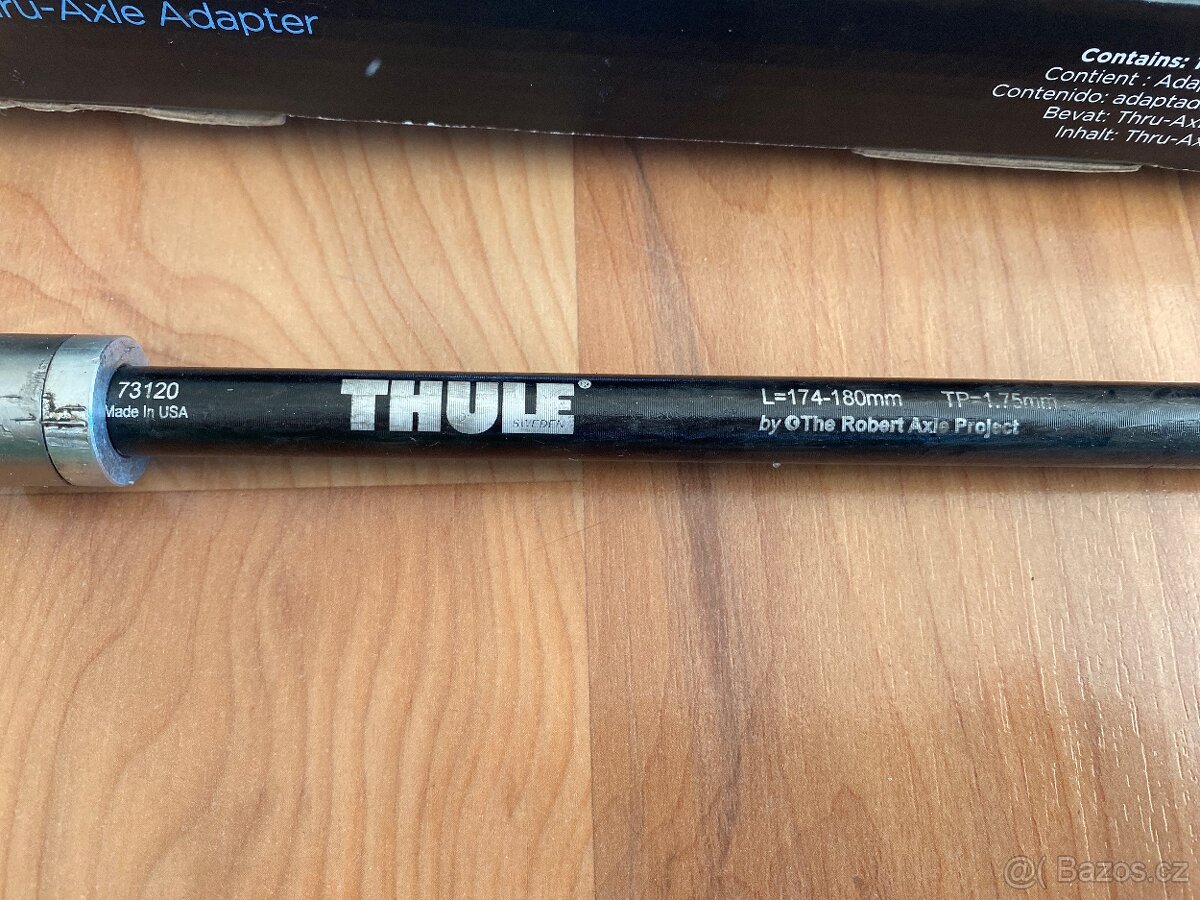 ru-Axle Adapter
Contains:
Contient : Ada
Contenido: adaptad
Bevat: Thru-Ax
Inhalt: Thru-Ax
73120
Made In USA
THULE®
SWEDEN
L=174-180mm TP=1.75mm
by The Robert Axle Project
Bazos.cz